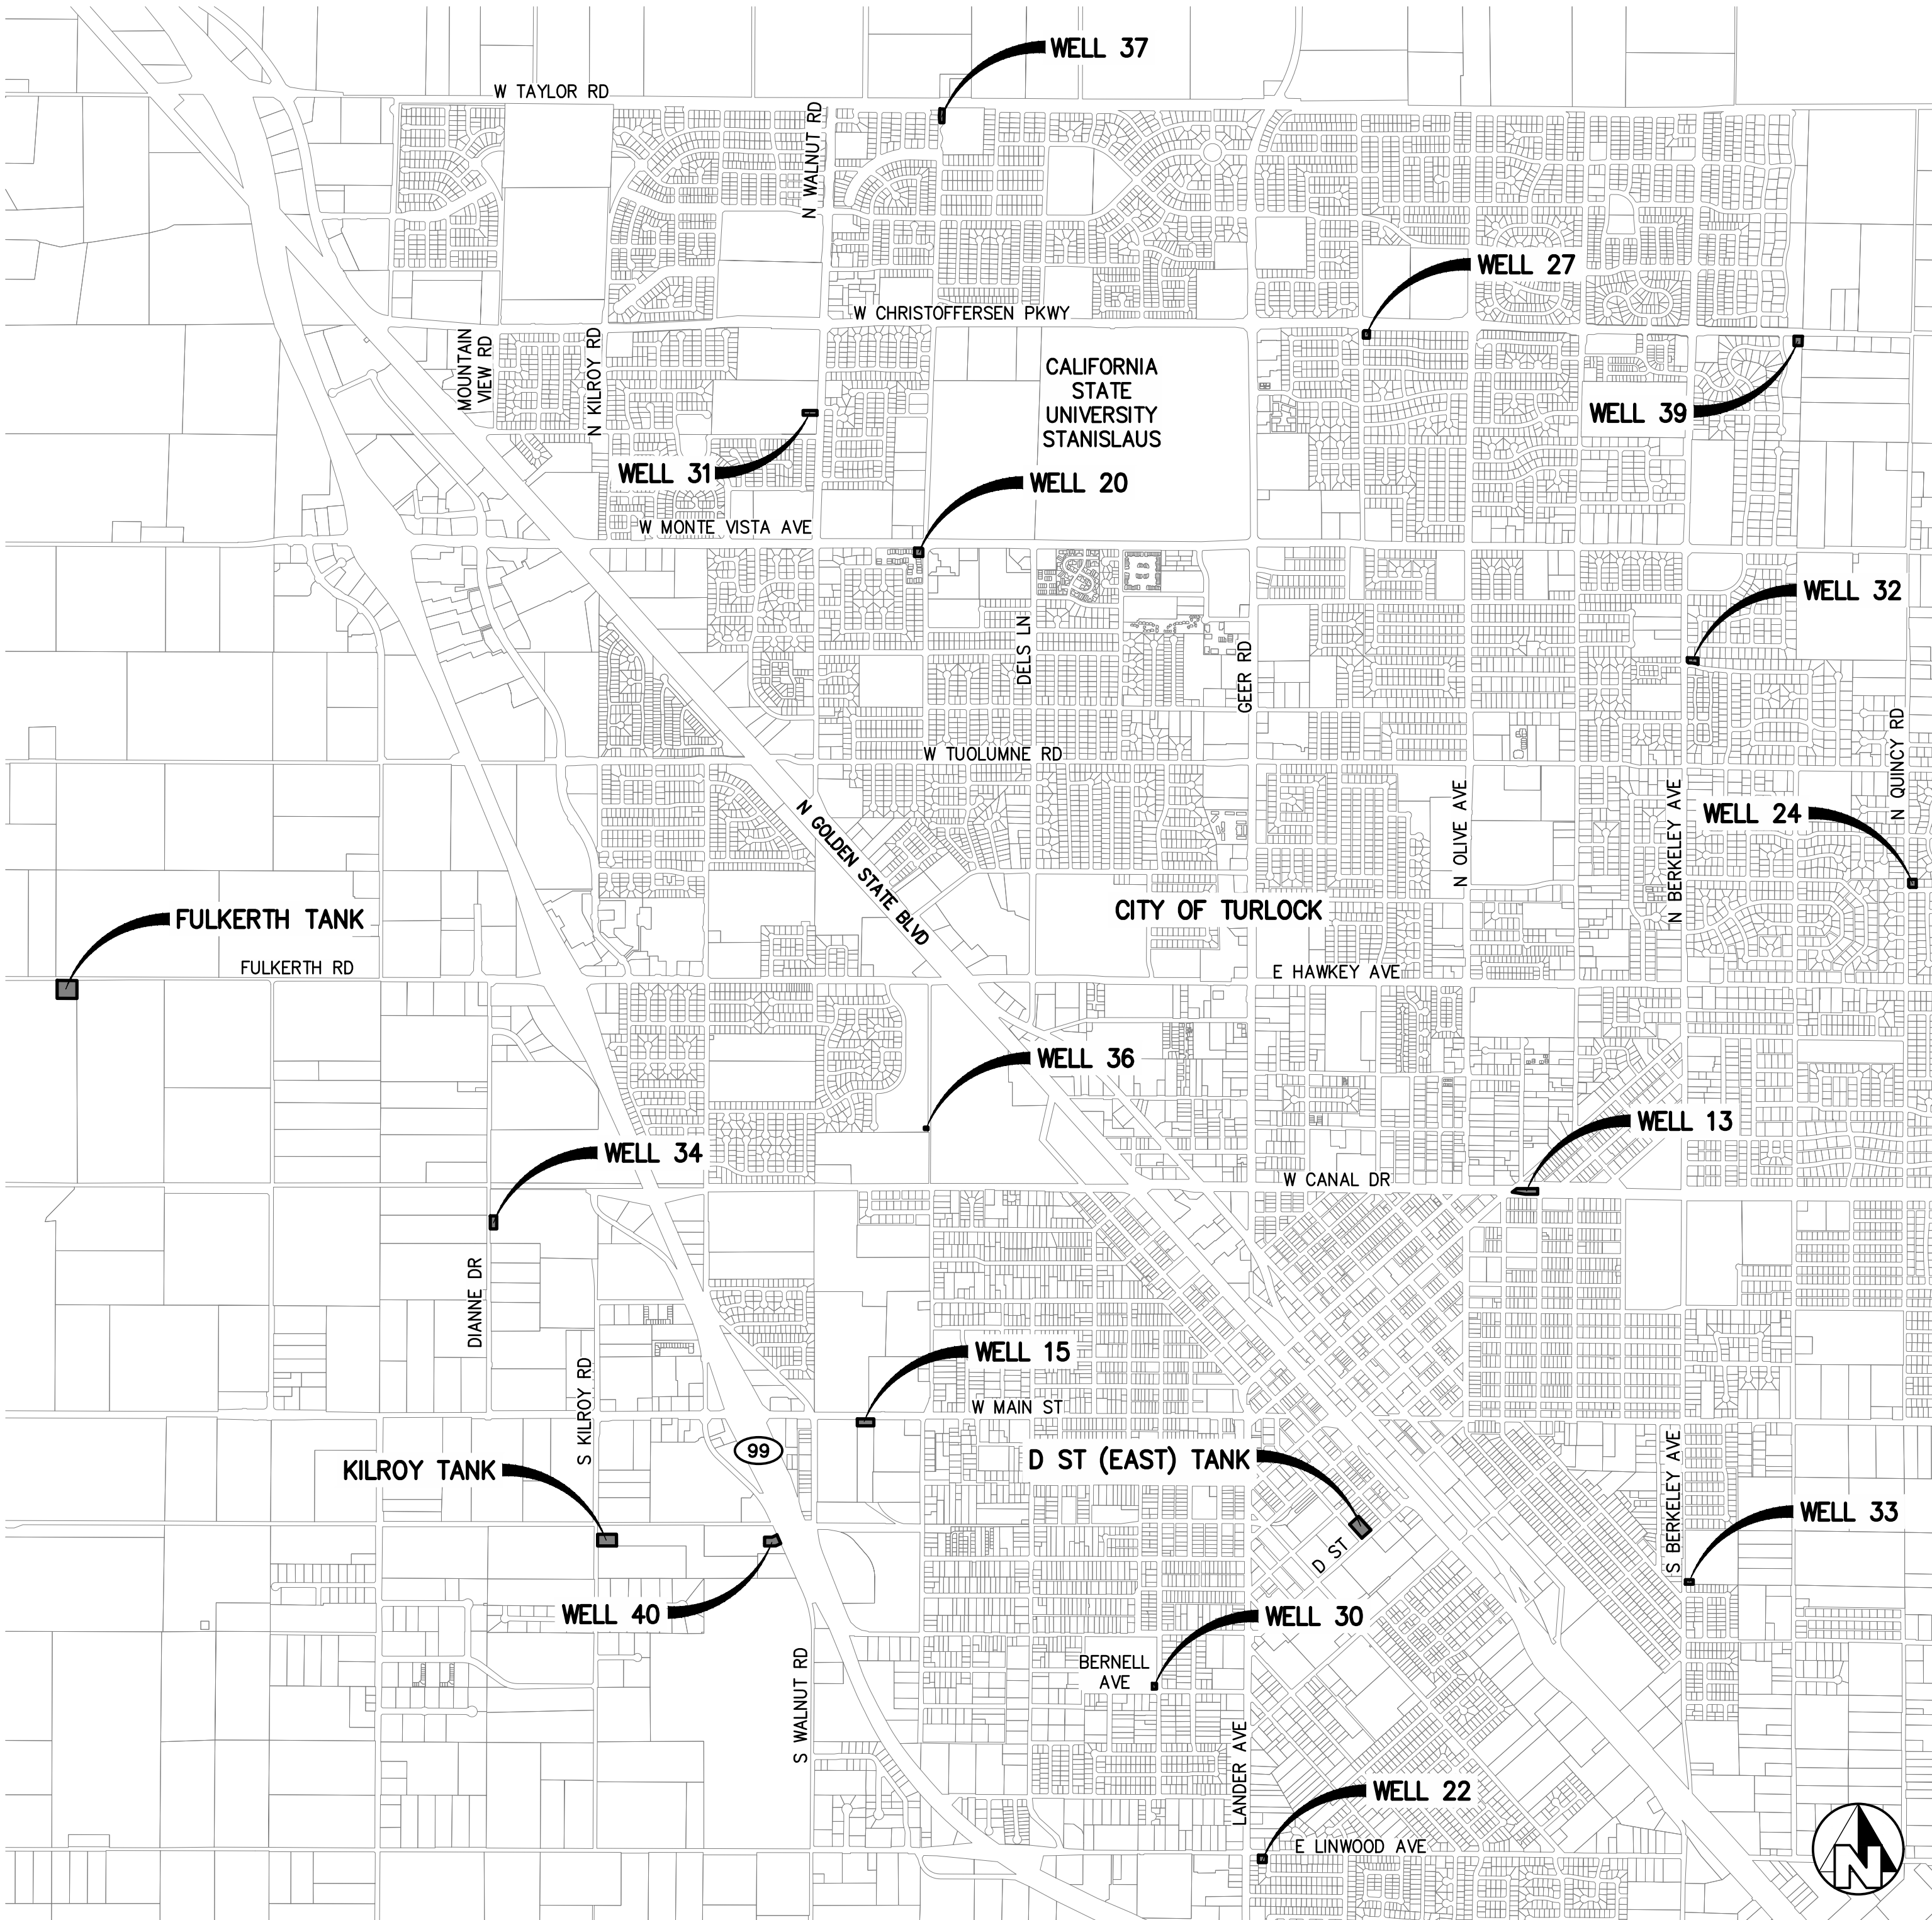 WELL 37
W TAYLOR RD
N WALNUT RD
WELL 27
W CHRISTOFFERSEN PKWY
MOUNTAIN
VIEW RD
N KILROY RD
CALIFORNIA
STATE
UNIVERSITY
STANISLAUS
WELL 39
WELL 31
WELL 20
W MONTE VISTA AVE
WELL 32
DELS LN
GEER RD
N QUINCY RD
W TUOLUMNE RD
N GOLDEN STATE BLVD
N OLIVE AVE
N BERKELEY AVE
WELL 24
CITY OF TURLOCK
FULKERTH TANK
FULKERTH RD
E HAWKEY AVE
WELL 36
WELL 13
WELL 34
W CANAL DR
DIANNE DR
WELL 15
S KILROY RD
W MAIN ST
99
D ST (EAST) TANK
KILROY TANK
S BERKELEY AVE
WELL 33
D ST
WELL 40
WELL 30
BERNELL
AVE
S WALNUT RD
LANDER AVE
WELL 22
E LINWOOD AVE
N